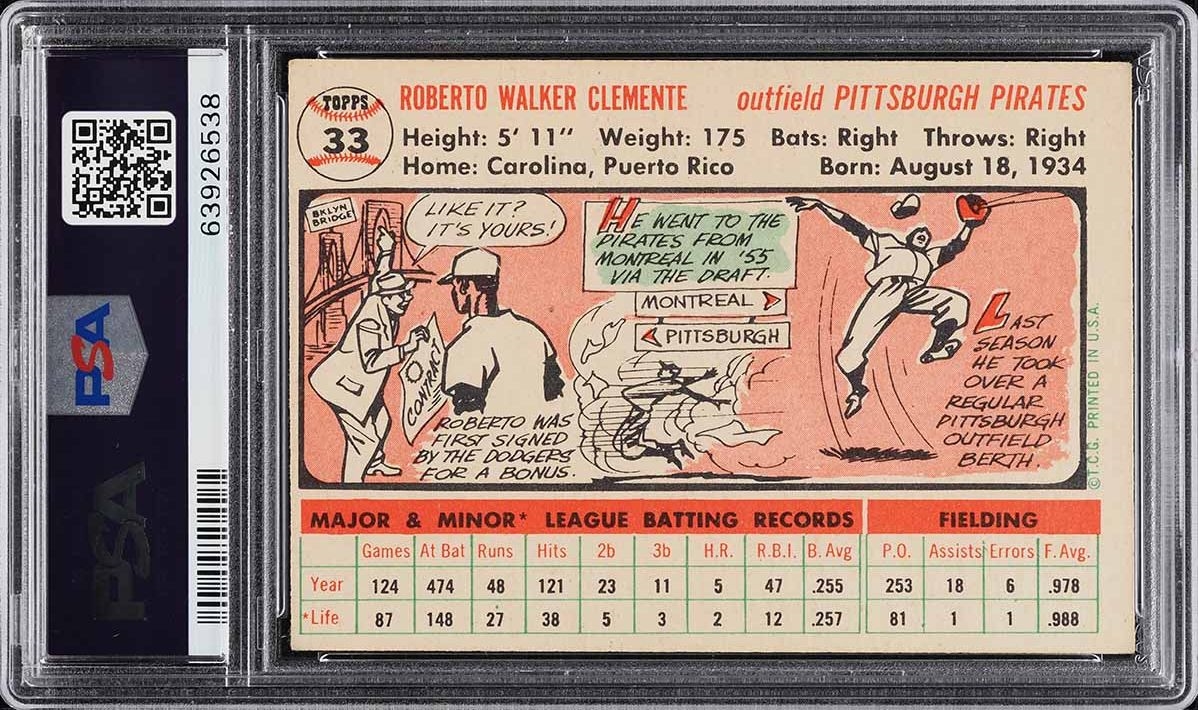 PSA
63926538
PSA
TOPPS
33
ROBERTO WALKER CLEMENTE outfield PITTSBURGH PIRATES
Height: 5' 11" Weight: 175 Bats: Right Throws: Right
Home: Carolina, Puerto Rico Born: August 18, 1934
BKLYN
BRIDGE
LIKE IT?
IT'S YOURS!
CONTRACT
ROBERTO WAS
FIRST SIGNED
BY THE DODGERS
FOR A BONUS.
HE WENT TO THE
PIRATES FROM
MONTREAL IN '55
VIA THE DRAFT.
MONTREAL
PITTSBURGH
LAST
SEASON
HE TOOK
OVER A
REGULAR
PITTSBURGH
OUTFIELD
BERTH.
©T.C.G. PRINTED IN U.S.A.
MAJOR & MINOR* LEAGUE BATTING RECORDS FIELDING
Games At Bat Runs Hits 2b 3b H.R. R.B.I. B. Avg P.O. Assists Errors F. Avg.
Year 124 474 48 121 23 11 5 47 .255 253 18 6 .978
*Life 87 148 27 38 5 3 2 12 .257 81 1 1 .988